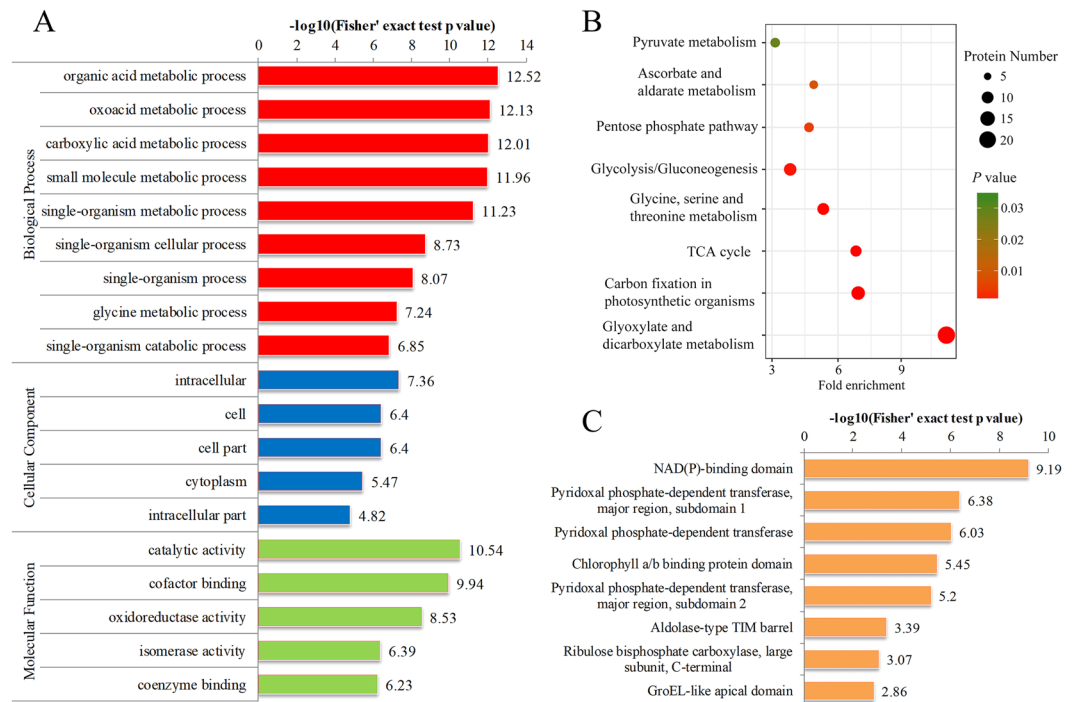 A
-log10(Fisher' exact test p value)
0 2 4 6 8 10 12 14
Biological Process
organic acid metabolic process 12.52
oxoacid metabolic process 12.13
carboxylic acid metabolic process 12.01
small molecule metabolic process 11.96
single-organism metabolic process 11.23
single-organism cellular process 8.73
single-organism process 8.07
glycine metabolic process 7.24
single-organism catabolic process 6.85
Cellular Component
intracellular 7.36
cell 6.4
cell part 6.4
cytoplasm 5.47
intracellular part 4.82
Molecular Function
catalytic activity 10.54
cofactor binding 9.94
oxidoreductase activity 8.53
isomerase activity 6.39
coenzyme binding 6.23
B
Pyruvate metabolism
Ascorbate and
aldarate metabolism
Pentose phosphate pathway
Glycolysis/Gluconeogenesis
Glycine, serine and
threonine metabolism
TCA cycle
Carbon fixation in
photosynthetic organisms
Glyoxylate and
dicarboxylate metabolism
3 6 9
Fold enrichment
Protein Number
5
10
15
20
P value
0.03
0.02
0.01
C
-log10(Fisher' exact test p value)
0 2 4 6 8 10
NAD(P)-binding domain 9.19
Pyridoxal phosphate-dependent transferase,
major region, subdomain 1 6.38
Pyridoxal phosphate-dependent transferase 6.03
Chlorophyll a/b binding protein domain 5.45
Pyridoxal phosphate-dependent transferase,
major region, subdomain 2 5.2
Aldolase-type TIM barrel 3.39
Ribulose bisphosphate carboxylase, large
subunit, C-terminal 3.07
GroEL-like apical domain 2.86